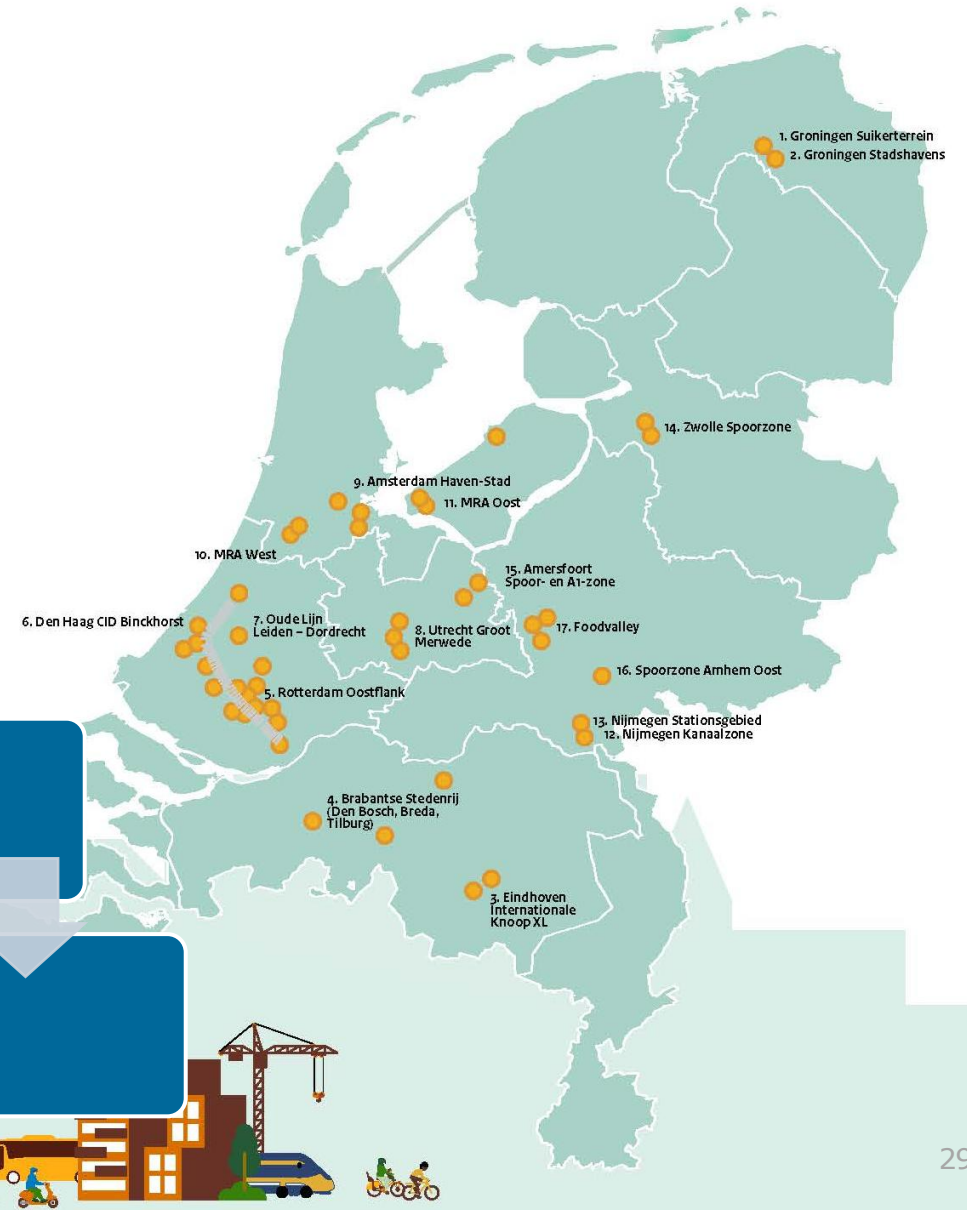 1. Groningen Suikerterrein
2. Groningen Stadshavens
14. Zwolle Spoorzone
9. Amsterdam Haven-Stad
11. MRA Oost
10. MRA West
15. Amersfoort
Spoor- en A1-zone
6. Den Haag CID Binckhorst
7. Oude Lijn
Leiden – Dordrecht
8. Utrecht Groot
Merwede
17. Foodvalley
16. Spoorzone Arnhem Oost
5. Rotterdam Oostflank
13. Nijmegen Stationsgebied
12. Nijmegen Kanaalzone
4. Brabantse Stedenrij
(Den Bosch, Breda,
Tilburg)
3. Eindhoven
Internationale
Knoop XL
29